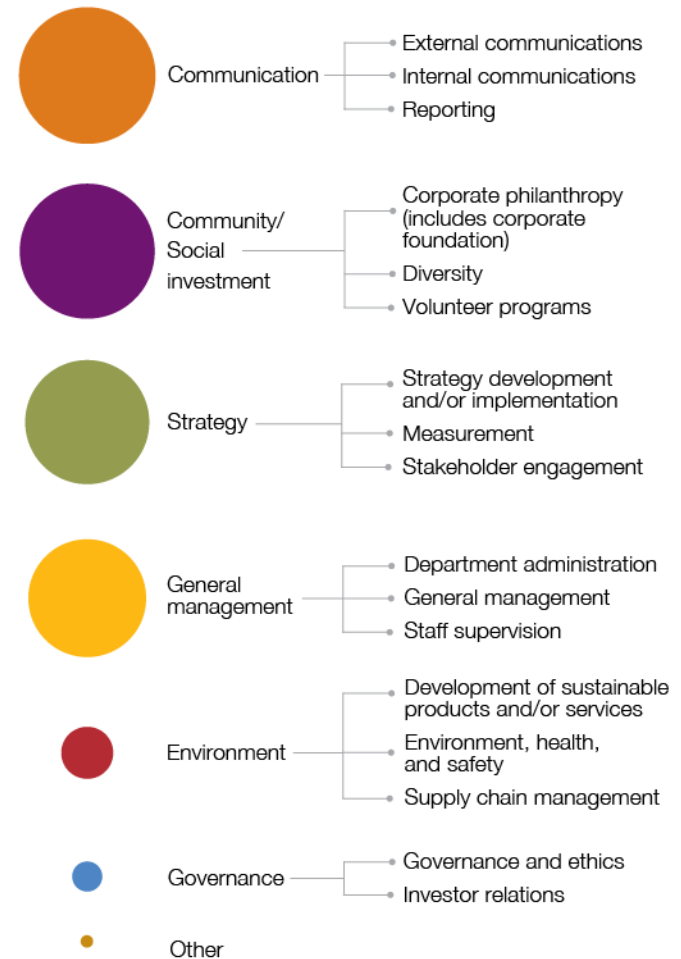 Communication
External communications
Internal communications
Reporting
Community/
Social
investment
Corporate philanthropy
(includes corporate
foundation)
Diversity
Volunteer programs
Strategy
Strategy development
and/or implementation
Measurement
Stakeholder engagement
General
management
Department administration
General management
Staff supervision
Environment
Development of sustainable
products and/or services
Environment, health,
and safety
Supply chain management
Governance
Governance and ethics
Investor relations
Other